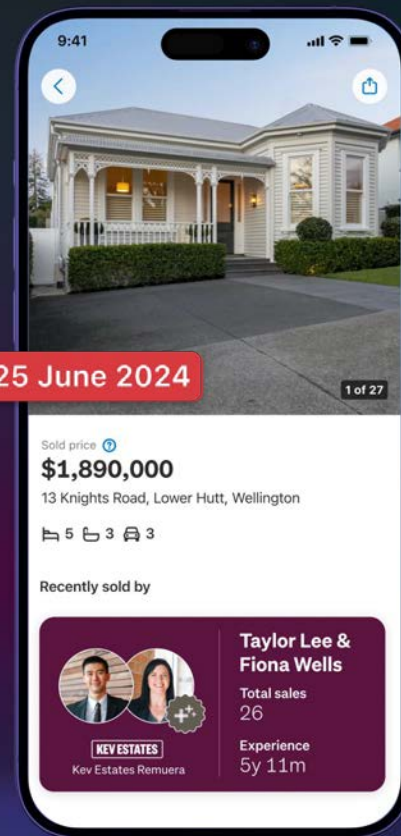 9:41
25 June 2024
1 of 27
Sold price ?
$1,890,000
13 Knights Road, Lower Hutt, Wellington
5 3 3
Recently sold by
Taylor Lee &
Fiona Wells
Total sales
26
KEV ESTATES
Kev Estates Remuera
Experience
5y 11m